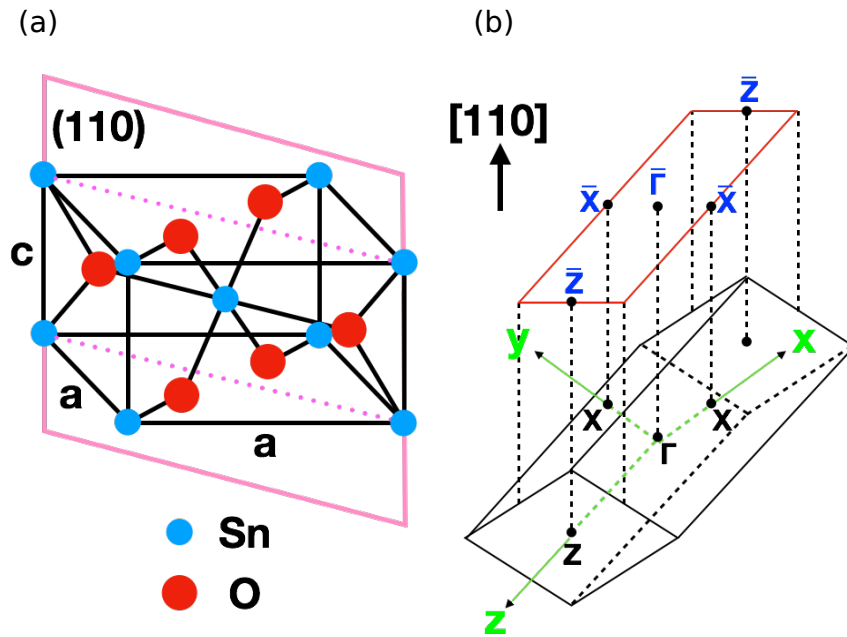 (a)
(110)
c
a
a
Sn
O
(b)
[110]
Z̄
X̄
Γ̄
X̄
Z̄
y
x
X
X
Γ
Z
z